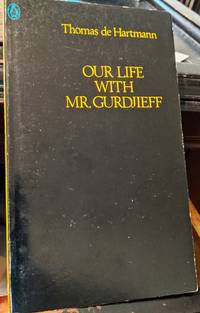 Thomas de Hartmann
OUR LIFE
WITH
MR. GURDJIEFF